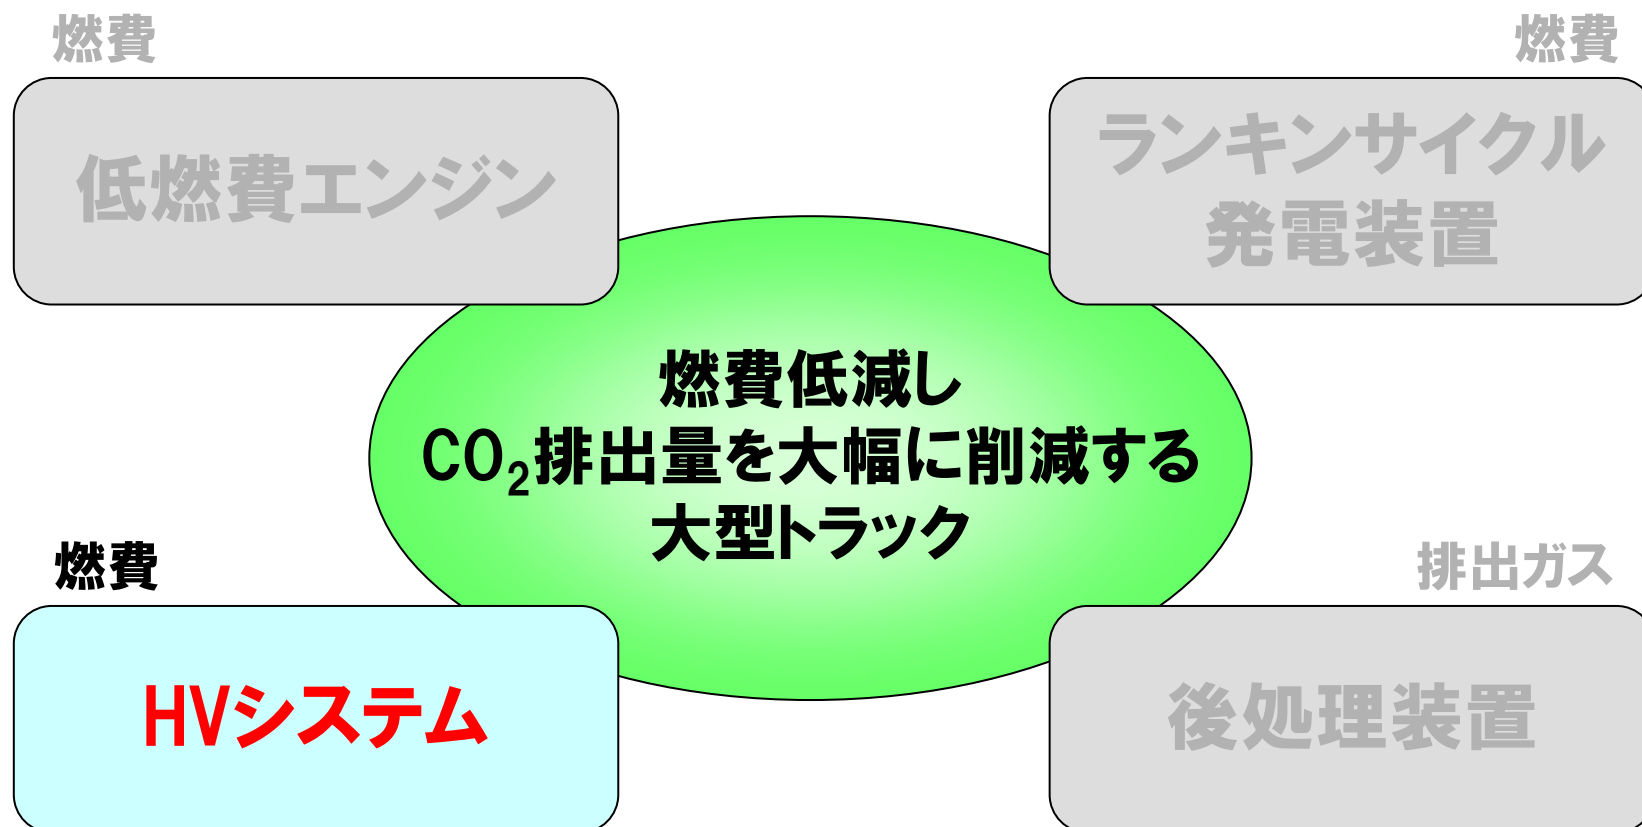 燃費
低燃費エンジン
燃費
ランキンサイクル
発電装置
燃費低減し
CO₂排出量を大幅に削減する
大型トラック
燃費
HVシステム
排出ガス
後処理装置